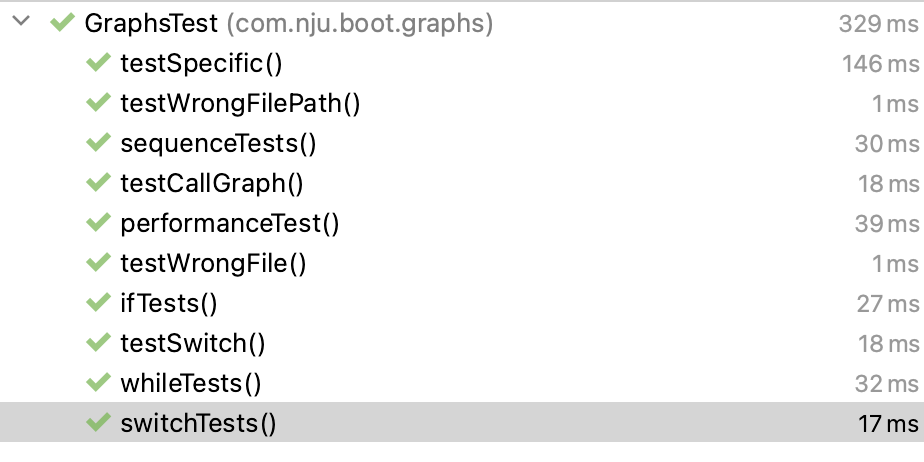 GraphsTest (com.nju.boot.graphs) 329 ms
testSpecific() 146 ms
testWrongFilePath() 1 ms
sequenceTests() 30 ms
testCallGraph() 18 ms
performanceTest() 39 ms
testWrongFile() 1 ms
ifTests() 27 ms
testSwitch() 18 ms
whileTests() 32 ms
switchTests() 17 ms